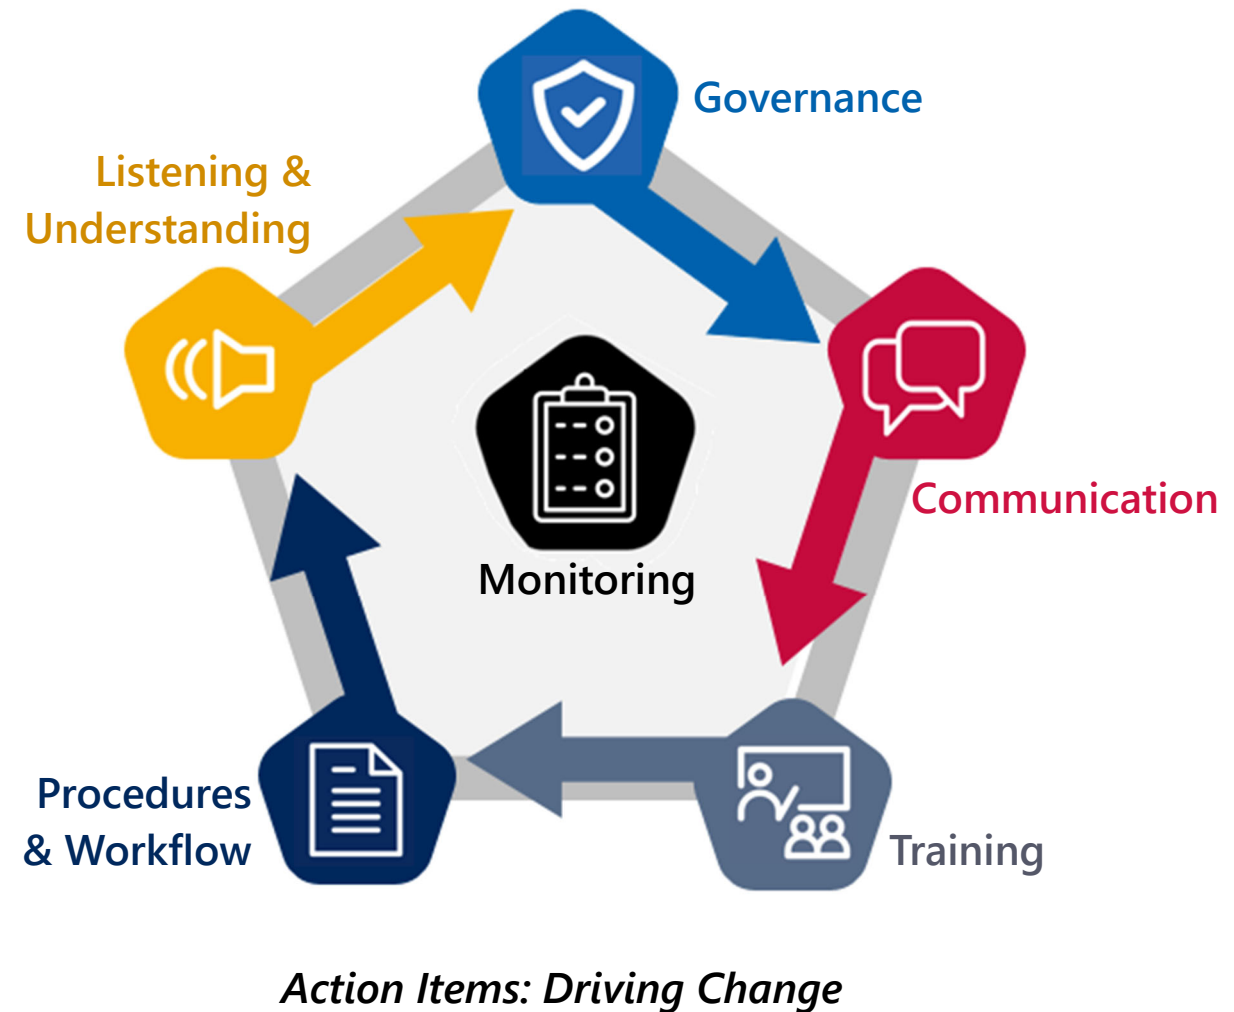 Governance
Listening &
Understanding
Communication
Monitoring
Procedures
& Workflow
Training
Action Items: Driving Change